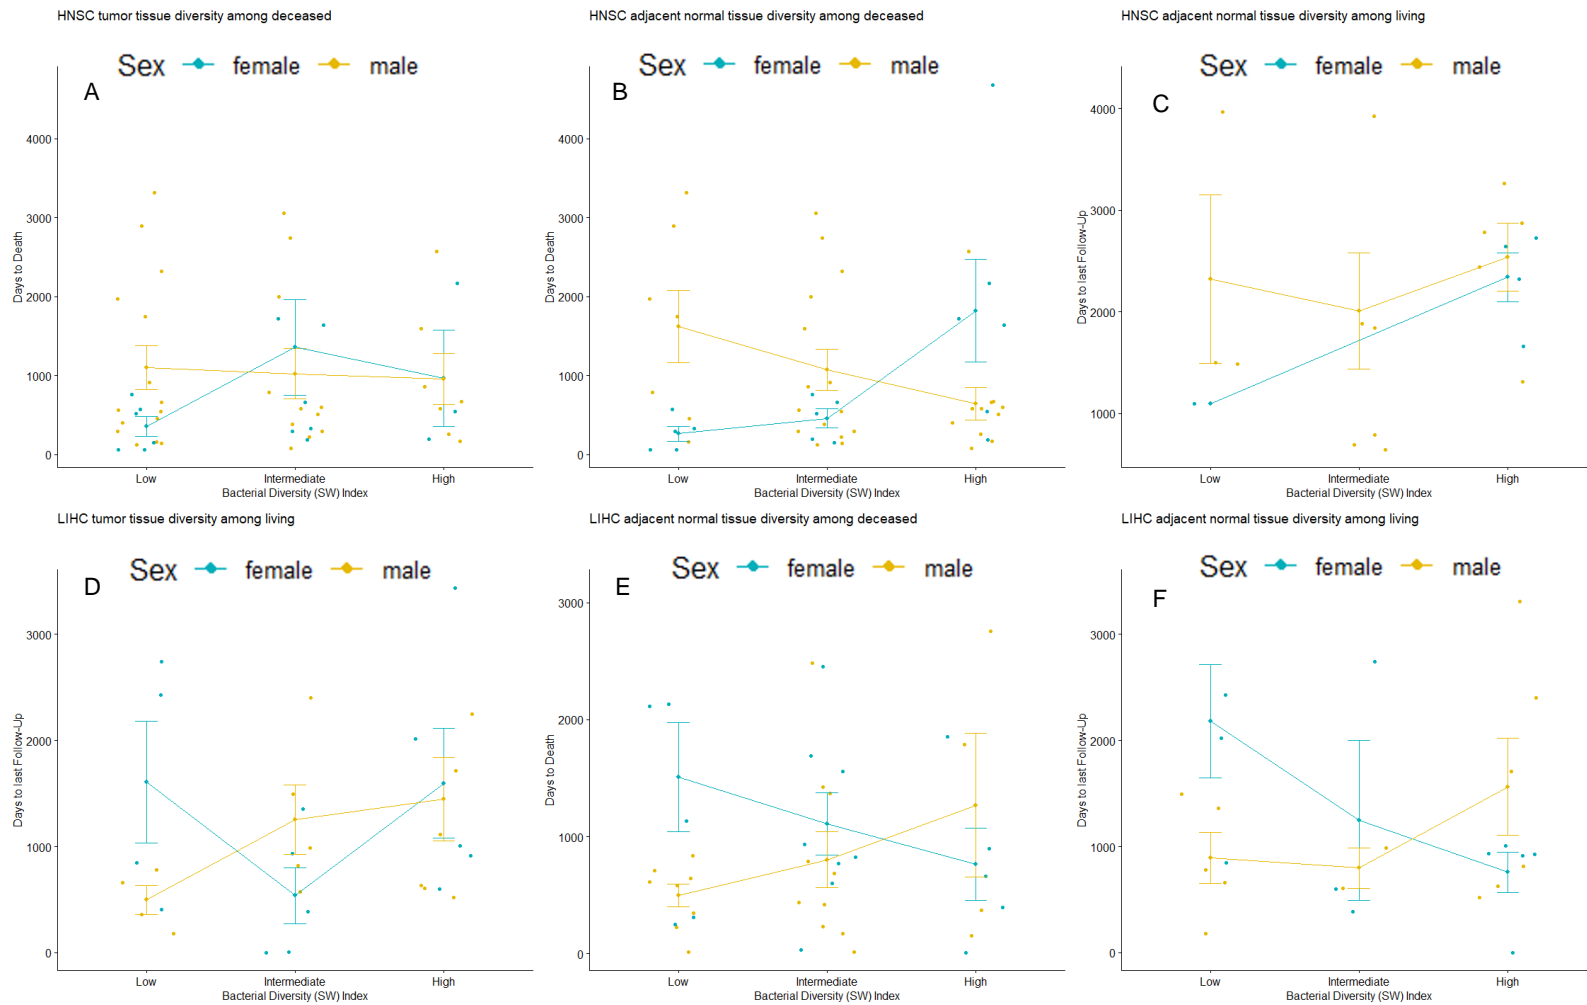 HNSC tumor tissue diversity among deceased
Sex female male
A
4000
3000
2000
1000
0
Days to Death
Low Intermediate High
Bacterial Diversity (SW) Index
HNSC adjacent normal tissue diversity among deceased
Sex female male
B
4000
3000
2000
1000
0
Days to Death
Low Intermediate High
Bacterial Diversity (SW) Index
HNSC adjacent normal tissue diversity among living
Sex female male
C
4000
3000
2000
1000
Days to last Follow-Up
Low Intermediate High
Bacterial Diversity (SW) Index
LIHC tumor tissue diversity among living
Sex female male
D
3000
2000
1000
0
Days to last Follow-Up
Low Intermediate High
Bacterial Diversity (SW) Index
LIHC adjacent normal tissue diversity among deceased
Sex female male
E
3000
2000
1000
0
Days to Death
Low Intermediate High
Bacterial Diversity (SW) Index
LIHC adjacent normal tissue diversity among living
Sex female male
F
3000
2000
1000
0
Days to last Follow-Up
Low Intermediate High
Bacterial Diversity (SW) Index